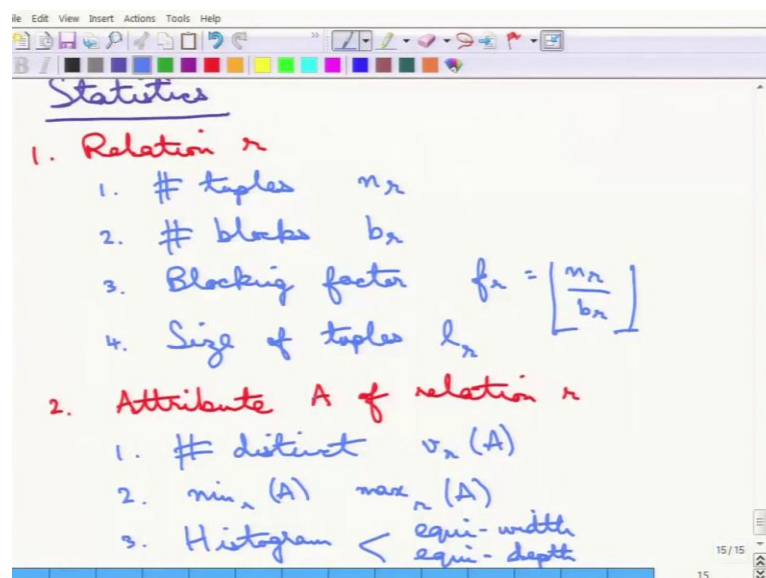 le Edit View Insert Actions Tools Help
Statistics
1. Relation r
1. # tuples n_r
2. # blocks b_r
3. Blocking factor f_r = ⌊n_r / b_r⌋
4. Size of tuples l_r
2. Attribute A of relation r
1. # distinct v_r(A)
2. min_r(A) max_r(A)
3. Histogram < equi-width
equi-depth
15/15
15